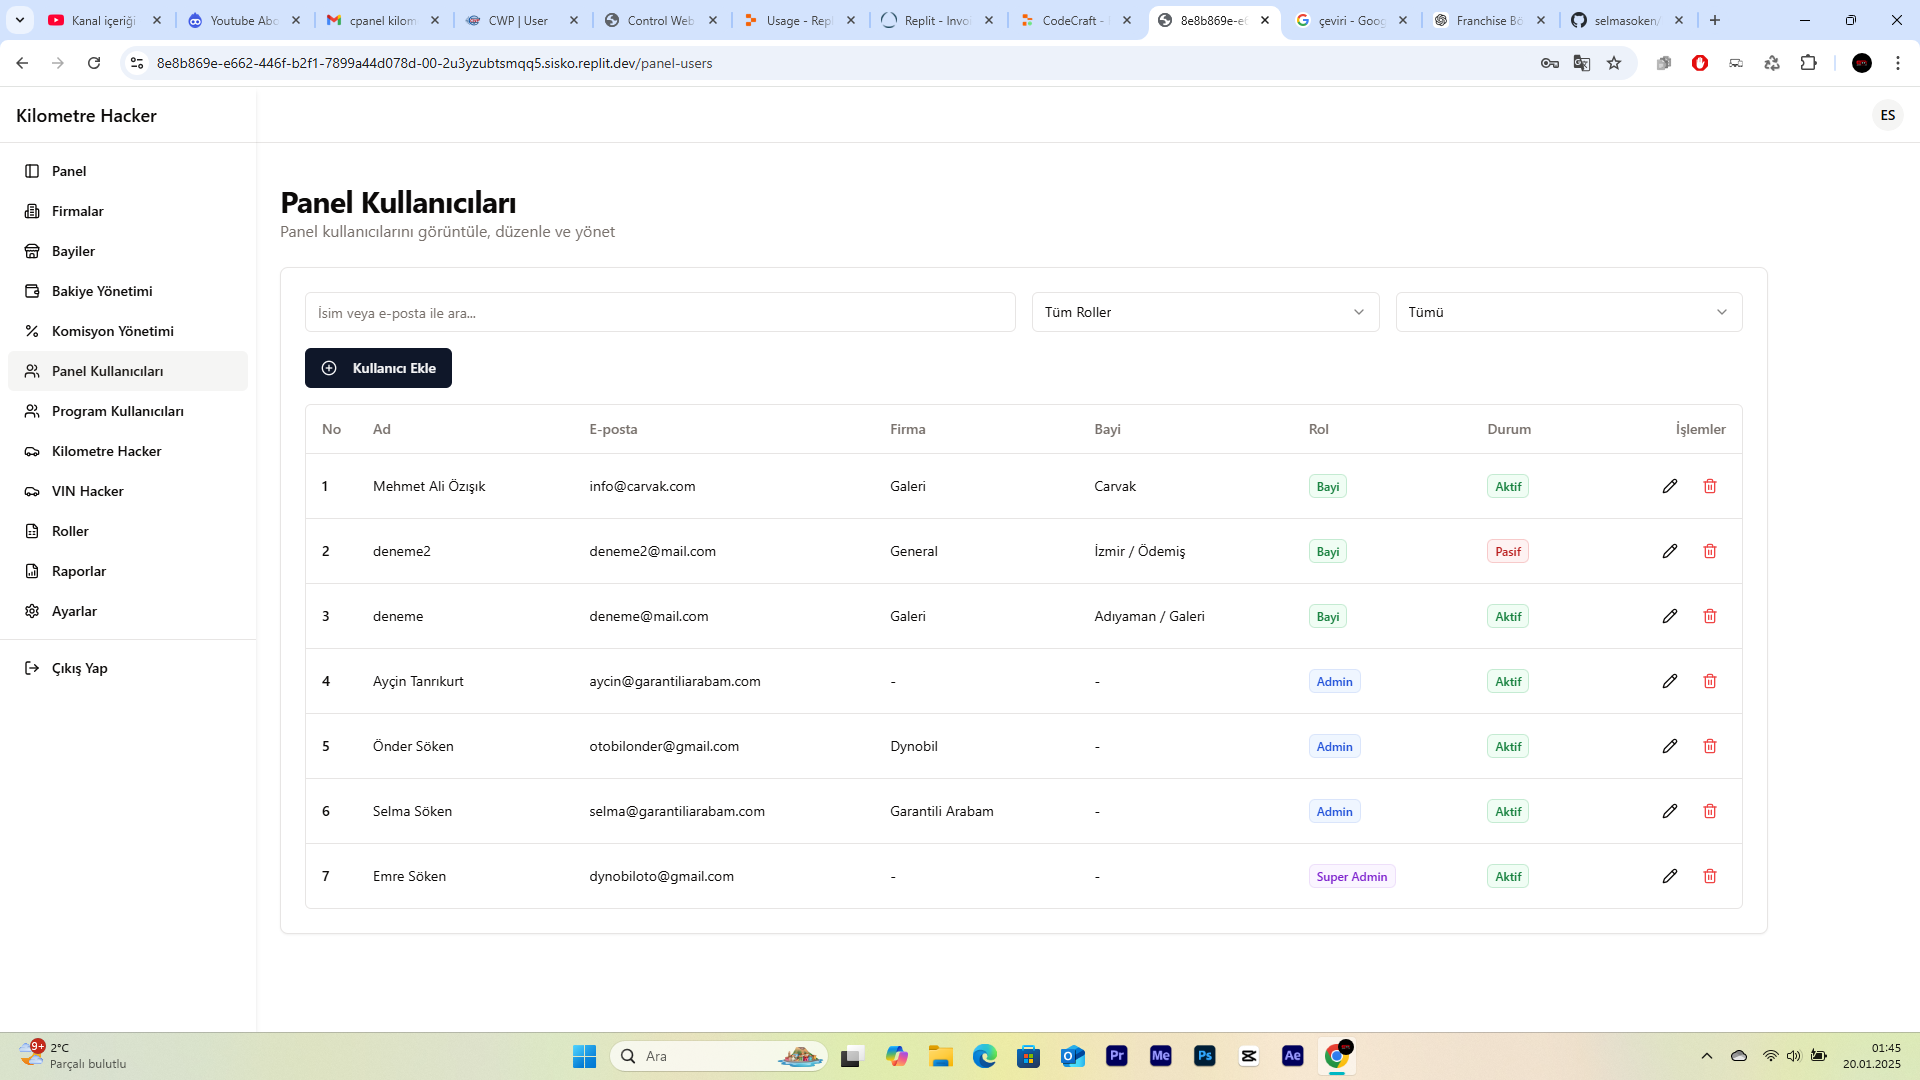 Kanal içeriği
Youtube Abo
cpanel kilom
CWP | User
Control Web
Usage - Repl
Replit - Invo
CodeCraft -
8e8b869e-e6
çeviri - Goog
Franchise Bö
selmasoken/
8e8b869e-e662-446f-b2f1-7899a44d078d-00-2u3yzubtsmqq5.sisko.replit.dev/panel-users
Kilometre Hacker
ES
Panel
Firmalar
Bayiler
Bakiye Yönetimi
Komisyon Yönetimi
Panel Kullanıcıları
Program Kullanıcıları
Kilometre Hacker
VIN Hacker
Roller
Raporlar
Ayarlar
Çıkış Yap
Panel Kullanıcıları
Panel kullanıcılarını görüntüle, düzenle ve yönet
İsim veya e-posta ile ara...
Tüm Roller
Tümü
Kullanıcı Ekle
No Ad E-posta Firma Bayi Rol Durum İşlemler
1 Mehmet Ali Özışık info@carvak.com Galeri Carvak Bayi Aktif
2 deneme2 deneme2@mail.com General İzmir / Ödemiş Bayi Pasif
3 deneme deneme@mail.com Galeri Adıyaman / Galeri Bayi Aktif
4 Ayçin Tanrıkurt aycin@garantiliarabam.com - - Admin Aktif
5 Önder Söken otobilonder@gmail.com Dynobil - Admin Aktif
6 Selma Söken selma@garantiliarabam.com Garantili Arabam - Admin Aktif
7 Emre Söken dynobiloto@gmail.com - - Super Admin Aktif
9+
2°C
Parçalı bulutlu
Ara
Pr
Me
Ps
Ae
01:45
20.01.2025